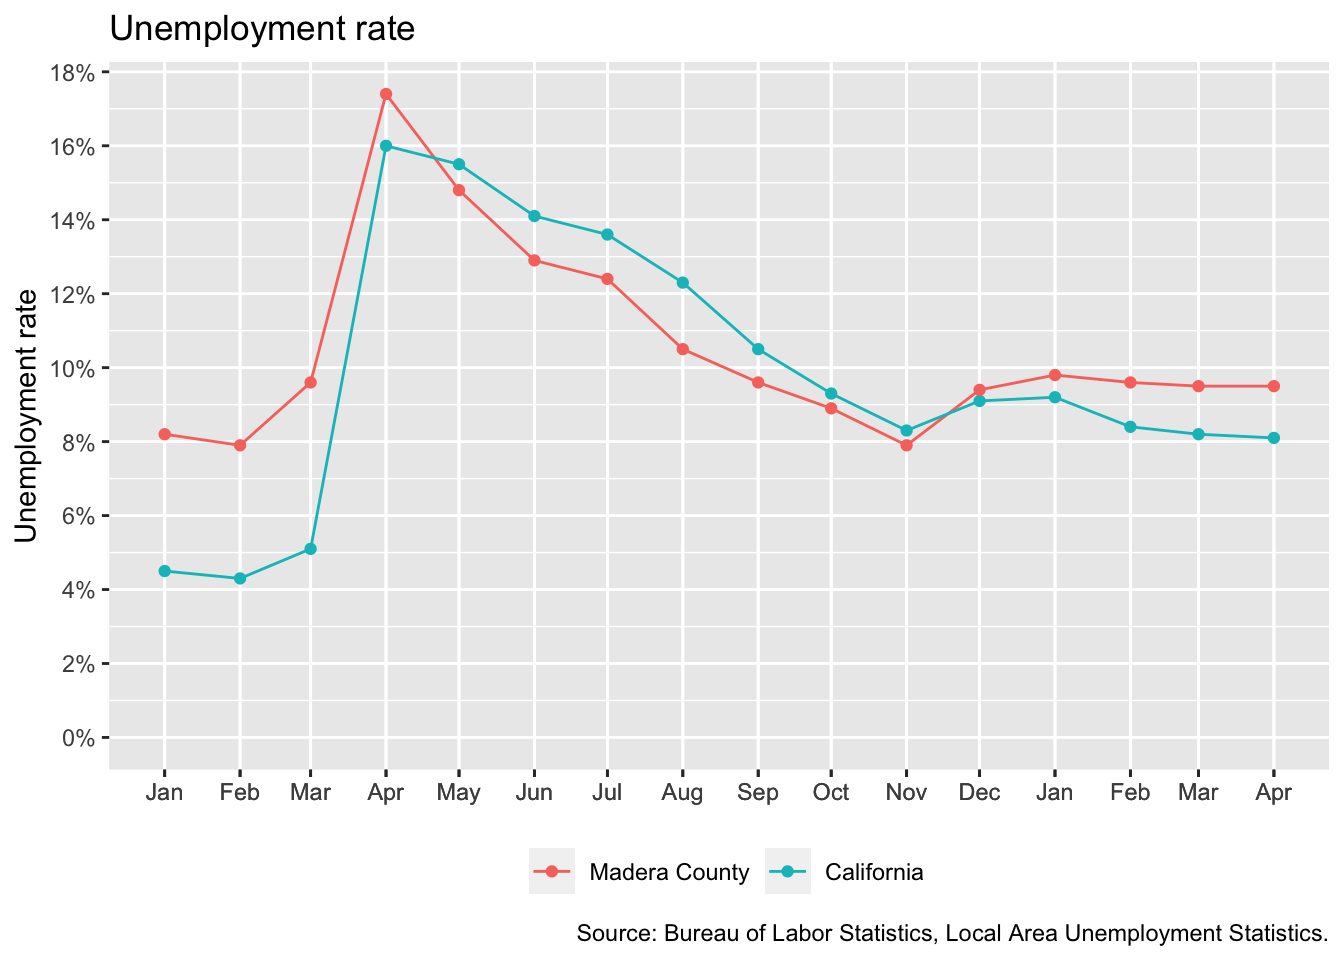 Unemployment rate
Unemployment rate
18%
16%
14%
12%
10%
8%
6%
4%
2%
0%
Jan Feb Mar Apr May Jun Jul Aug Sep Oct Nov Dec Jan Feb Mar Apr
Madera County California
Source: Bureau of Labor Statistics, Local Area Unemployment Statistics.